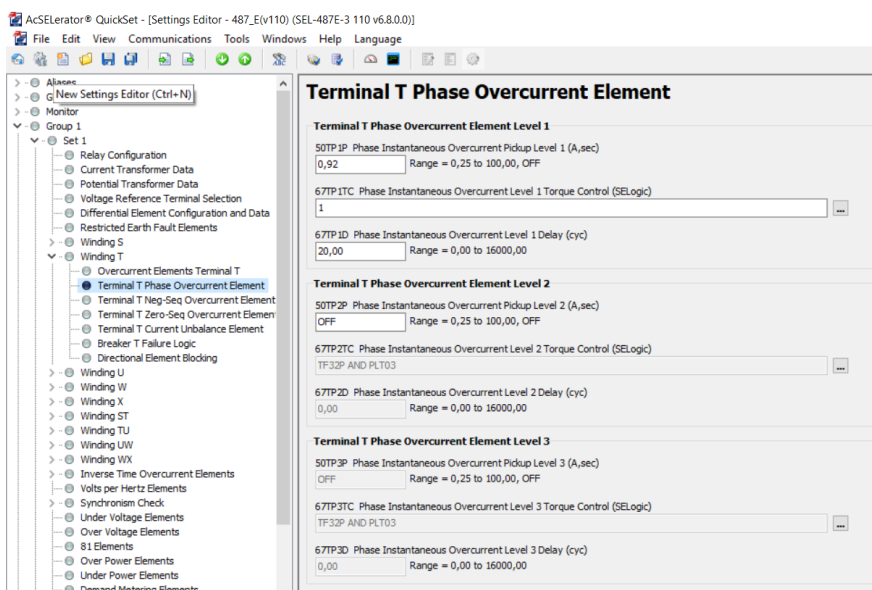 AcSELerator® QuickSet - [Settings Editor - 487_E(v110) (SEL-487E-3 110 v6.8.0.0)]
File Edit View Communications Tools Windows Help Language
Aliases
New Settings Editor (Ctrl+N)
Monitor
Group 1
Set 1
Relay Configuration
Current Transformer Data
Potential Transformer Data
Voltage Reference Terminal Selection
Differential Element Configuration and Data
Restricted Earth Fault Elements
Winding S
Winding T
Overcurrent Elements Terminal T
Terminal T Phase Overcurrent Element
Terminal T Neg-Seq Overcurrent Element
Terminal T Zero-Seq Overcurrent Element
Terminal T Current Unbalance Element
Breaker T Failure Logic
Directional Element Blocking
Winding U
Winding W
Winding X
Winding ST
Winding TU
Winding UW
Winding WX
Inverse Time Overcurrent Elements
Volts per Hertz Elements
Synchronism Check
Under Voltage Elements
Over Voltage Elements
81 Elements
Over Power Elements
Under Power Elements
Demand Metering Elements
Terminal T Phase Overcurrent Element
Terminal T Phase Overcurrent Element Level 1
50TP1P Phase Instantaneous Overcurrent Pickup Level 1 (A,sec)
0,92 Range = 0,25 to 100,00, OFF
67TP1TC Phase Instantaneous Overcurrent Level 1 Torque Control (SELogic)
1 ...
67TP1D Phase Instantaneous Overcurrent Level 1 Delay (cyc)
20,00 Range = 0,00 to 16000,00
Terminal T Phase Overcurrent Element Level 2
50TP2P Phase Instantaneous Overcurrent Pickup Level 2 (A,sec)
OFF Range = 0,25 to 100,00, OFF
67TP2TC Phase Instantaneous Overcurrent Level 2 Torque Control (SELogic)
TF32P AND PLT03 ...
67TP2D Phase Instantaneous Overcurrent Level 2 Delay (cyc)
0,00 Range = 0,00 to 16000,00
Terminal T Phase Overcurrent Element Level 3
50TP3P Phase Instantaneous Overcurrent Pickup Level 3 (A,sec)
OFF Range = 0,25 to 100,00, OFF
67TP3TC Phase Instantaneous Overcurrent Level 3 Torque Control (SELogic)
TF32P AND PLT03 ...
67TP3D Phase Instantaneous Overcurrent Level 3 Delay (cyc)
0,00 Range = 0,00 to 16000,00